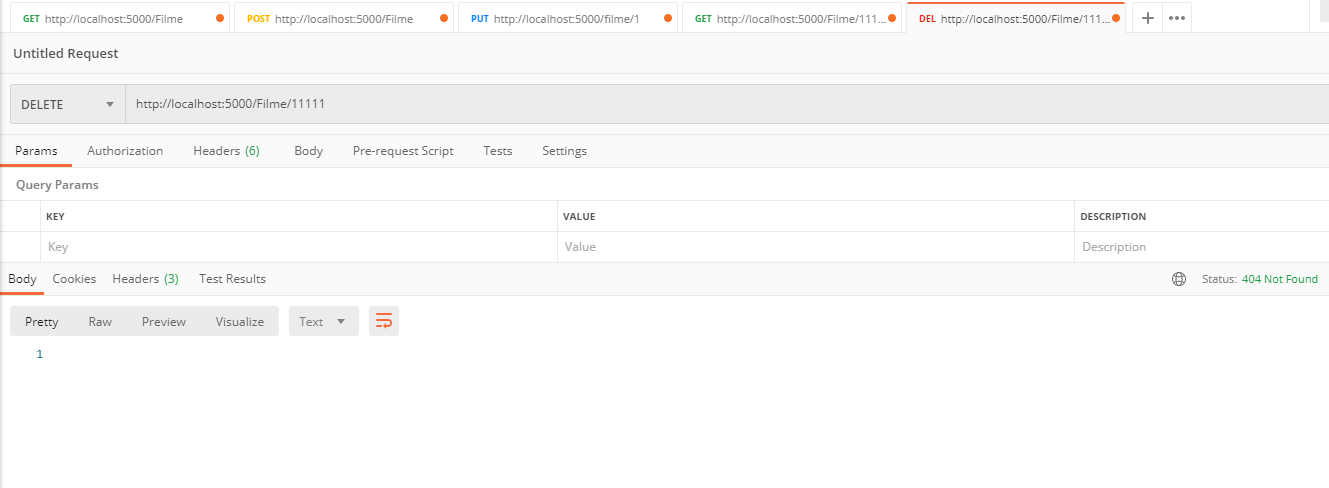 GET http://localhost:5000/Filme POST http://localhost:5000/Filme PUT http://localhost:5000/filme/1 GET http://localhost:5000/Filme/111... DEL http://localhost:5000/Filme/111...
Untitled Request
DELETE http://localhost:5000/Filme/11111
Params Authorization Headers (6) Body Pre-request Script Tests Settings
Query Params
KEY VALUE DESCRIPTION
Key Value Description
Body Cookies Headers (3) Test Results Status: 404 Not Found
Pretty Raw Preview Visualize Text
1